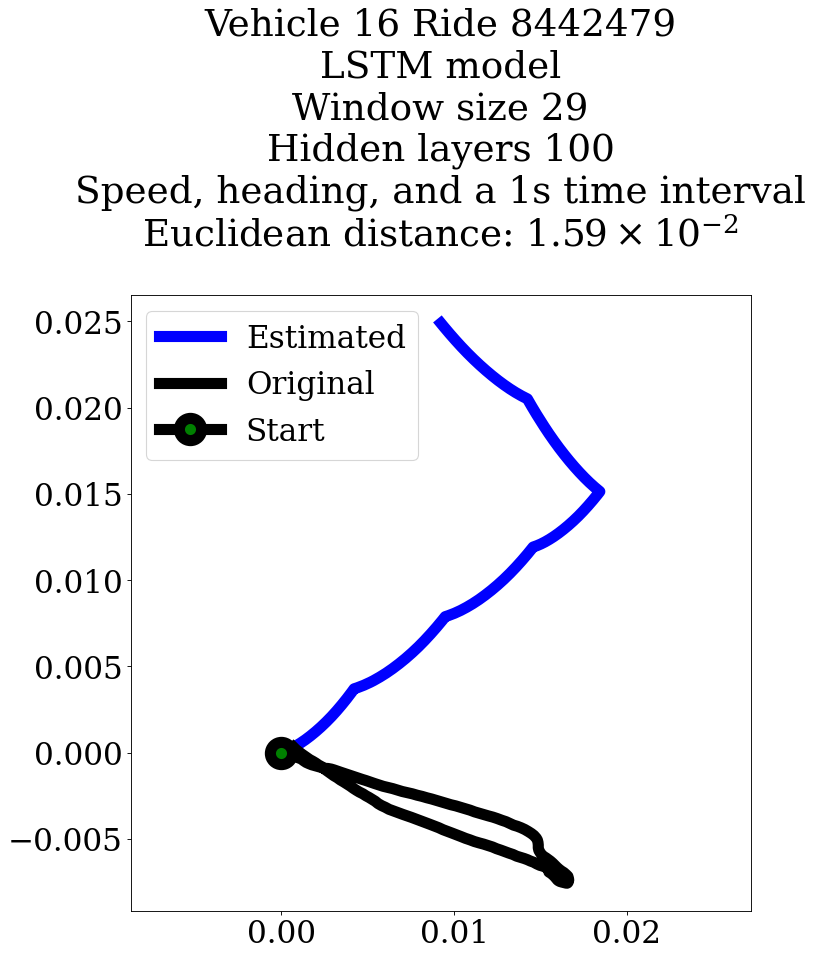 Vehicle 16 Ride 8442479
LSTM model
Window size 29
Hidden layers 100
Speed, heading, and a 1s time interval
Euclidean distance: 1.59 × 10⁻²
Estimated
Original
Start
0.025
0.020
0.015
0.010
0.005
0.000
−0.005
0.00 0.01 0.02